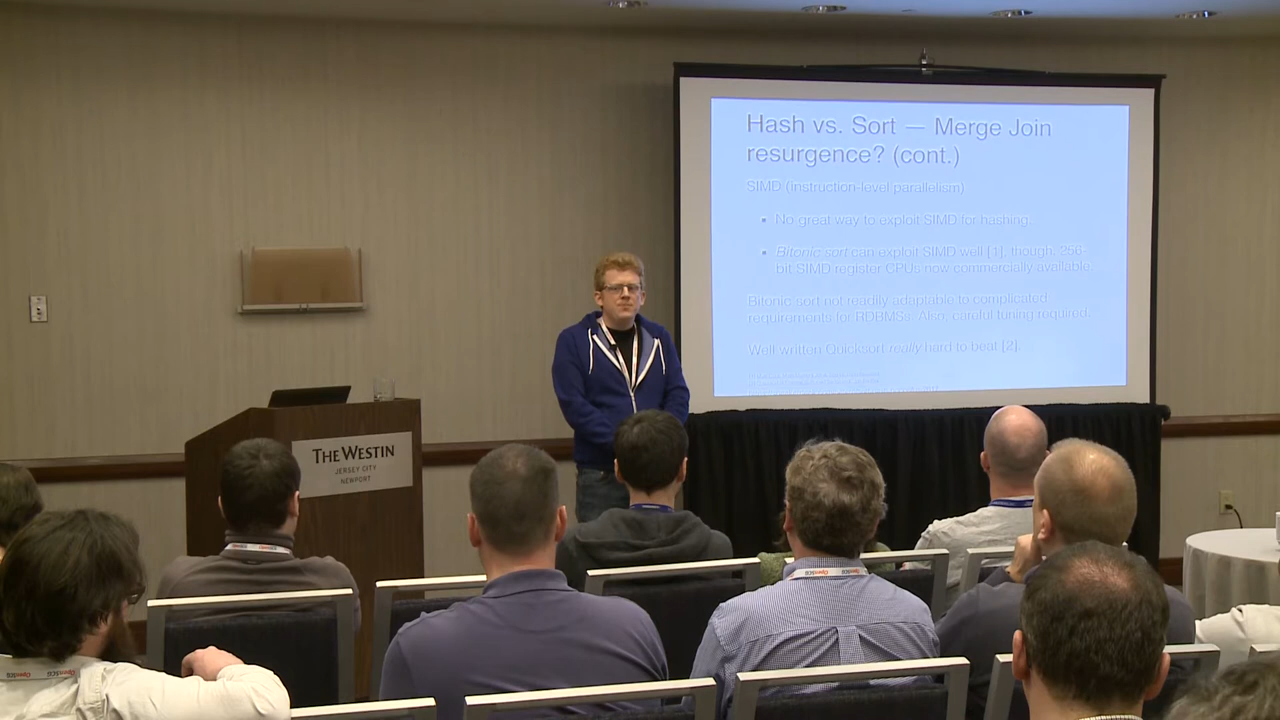 Hash vs. Sort — Merge Join
resurgence? (cont.)
SIMD (instruction-level parallelism)
No great way to exploit SIMD for hashing.
Bitonic sort can exploit SIMD well [1], though: 256-
bit SIMD register CPUs now commercially available.
Bitonic sort not readily adaptable to complicated
requirements for RDBMSs. Also, careful tuning required.
Well written Quicksort really hard to beat [2].
THE WESTIN
JERSEY CITY
NEWPORT
OpenSCG
OpenSCG